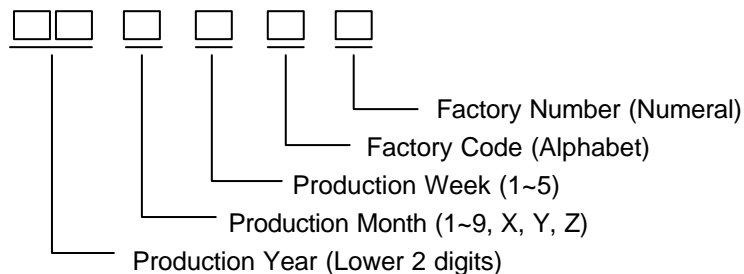 Factory Number (Numeral)
Factory Code (Alphabet)
Production Week (1~5)
Production Month (1~9, X, Y, Z)
Production Year (Lower 2 digits)